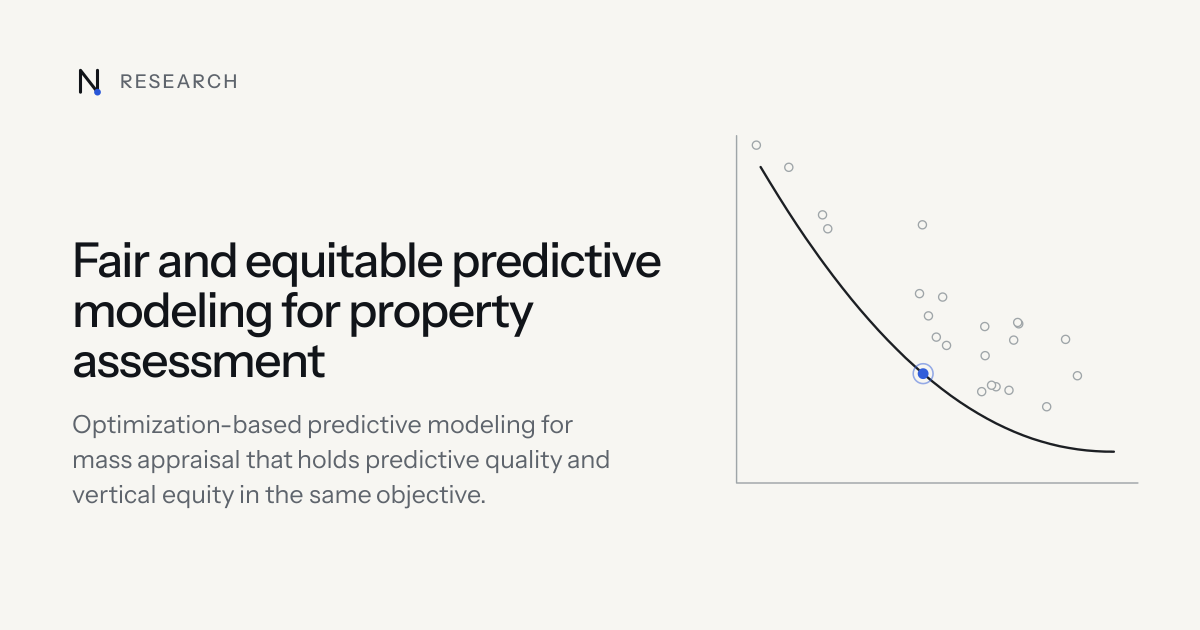 N RESEARCH
Fair and equitable predictive
modeling for property
assessment
Optimization-based predictive modeling for
mass appraisal that holds predictive quality and
vertical equity in the same objective.